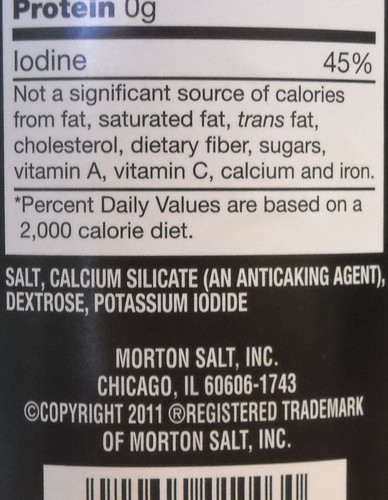 Protein 0g
Iodine 45%
Not a significant source of calories
from fat, saturated fat, trans fat,
cholesterol, dietary fiber, sugars,
vitamin A, vitamin C, calcium and iron.
*Percent Daily Values are based on a
2,000 calorie diet.
SALT, CALCIUM SILICATE (AN ANTICAKING AGENT),
DEXTROSE, POTASSIUM IODIDE
MORTON SALT, INC.
CHICAGO, IL 60606-1743
©COPYRIGHT 2011 ®REGISTERED TRADEMARK
OF MORTON SALT, INC.